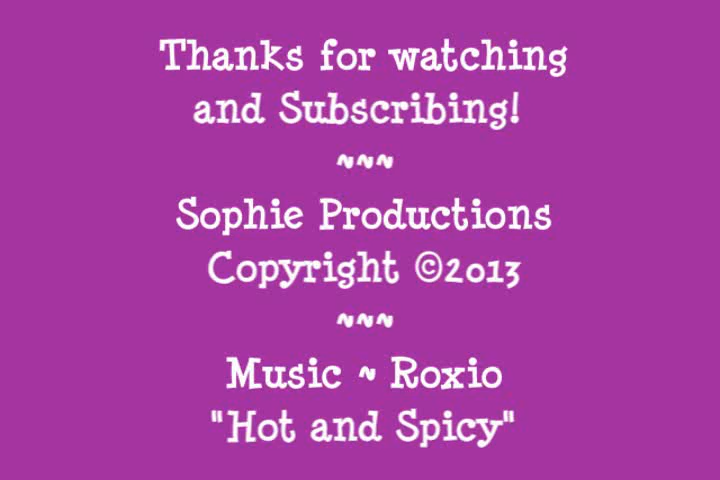 Thanks for watching
and Subscribing!
~~~
Sophie Productions
Copyright ©2013
~~~
Music ~ Roxio
"Hot and Spicy"